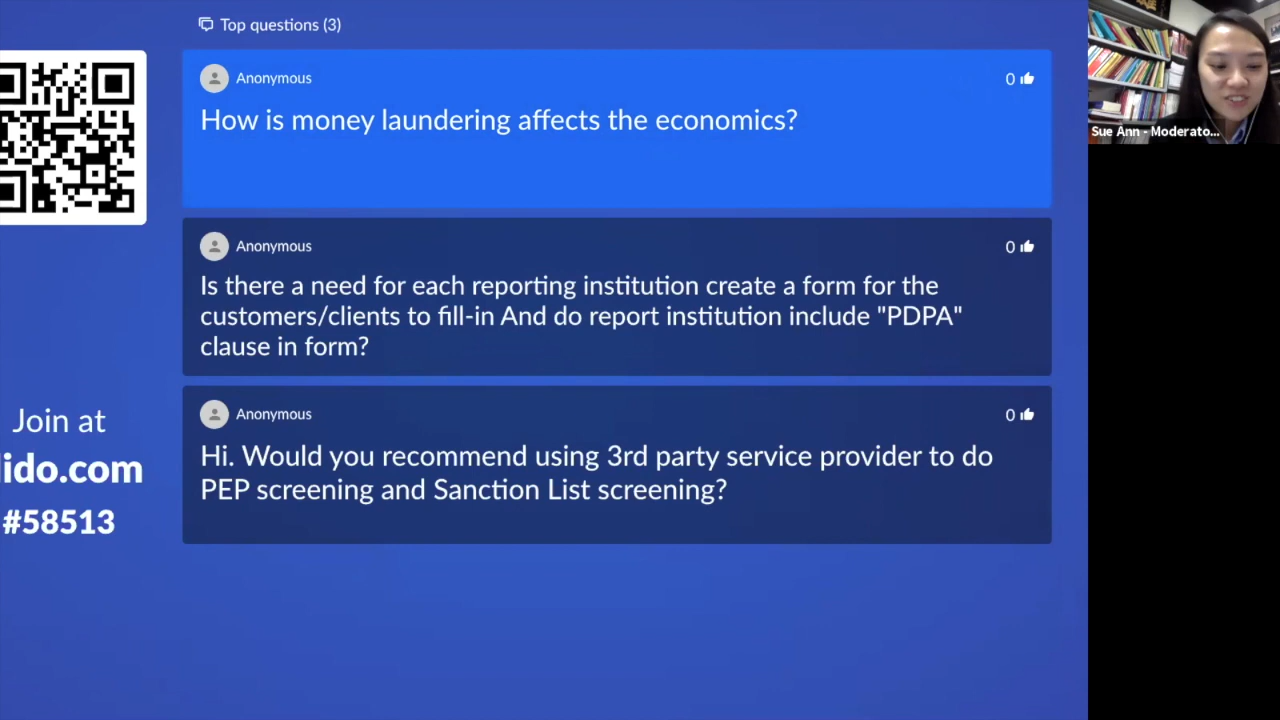 Top questions (3)
Anonymous
0
How is money laundering affects the economics?
Anonymous
0
Is there a need for each reporting institution create a form for the
customers/clients to fill-in And do report institution include "PDPA"
clause in form?
Anonymous
0
Hi. Would you recommend using 3rd party service provider to do
PEP screening and Sanction List screening?
Join at
lido.com
#58513
Sue Ann - Moderato...